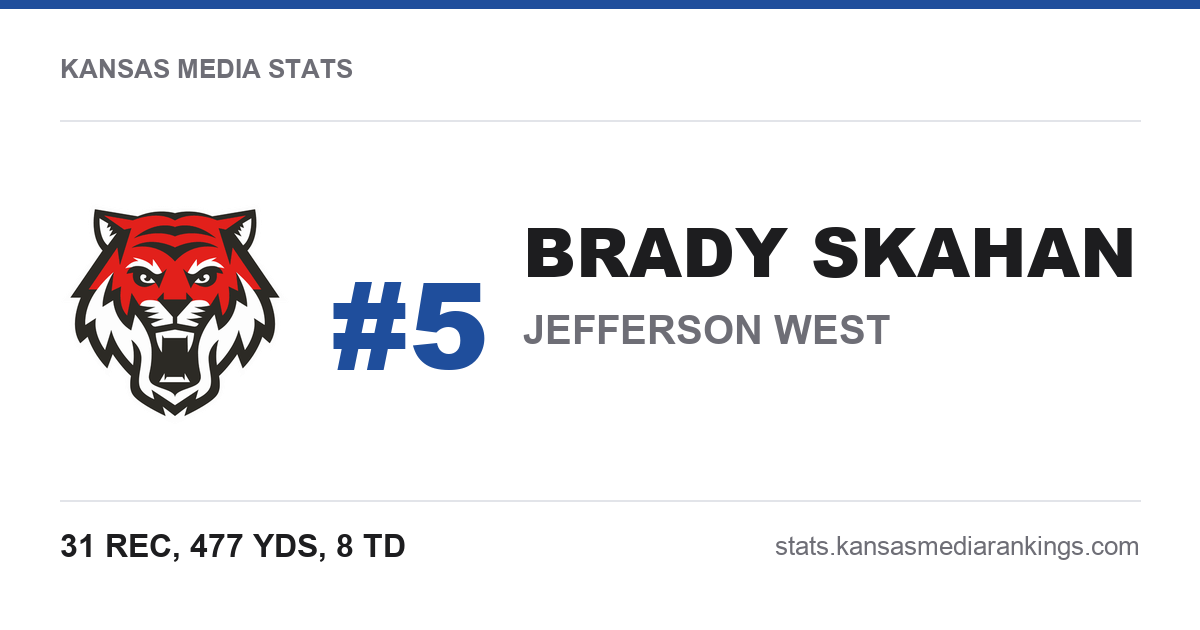 KANSAS MEDIA STATS
#5
BRADY SKAHAN
JEFFERSON WEST
31 REC, 477 YDS, 8 TD
stats.kansasmediarankings.com